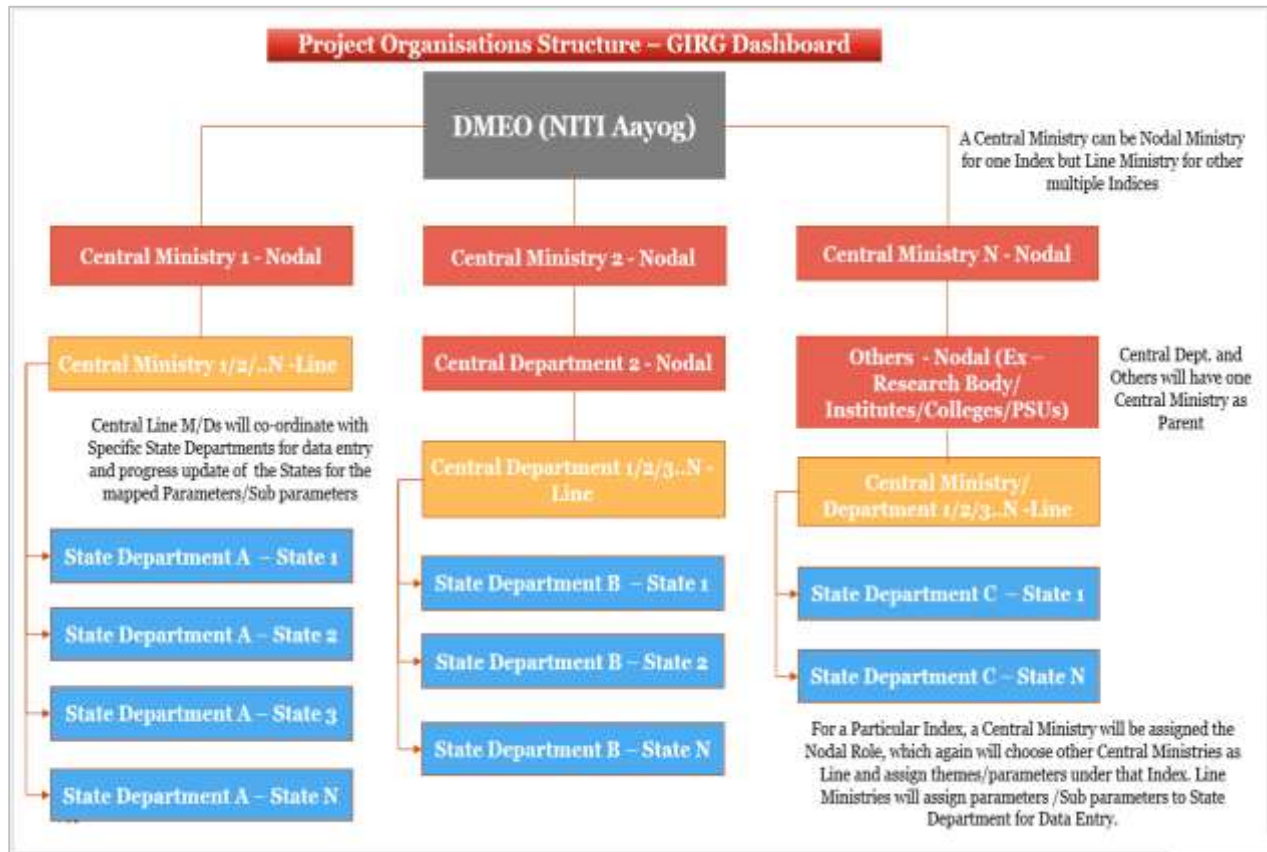 Project Organisations Structure – GIRG Dashboard
DMEO (NITI Aayog)
A Central Ministry can be Nodal Ministry
for one Index but Line Ministry for other
multiple Indices
Central Ministry 1 - Nodal
Central Ministry 2 - Nodal
Central Ministry N - Nodal
Central Ministry 1/2/..N -Line
Central Department 2 - Nodal
Others - Nodal (Ex –
Research Body/
Institutes/Colleges/PSUs)
Central Dept. and
Others will have one
Central Ministry as
Parent
Central Line M/Ds will co-ordinate with
Specific State Departments for data entry
and progress update of the States for the
mapped Parameters/Sub parameters
Central Department 1/2/3..N -
Line
Central Ministry/
Department 1/2/3..N -Line
State Department A – State 1
State Department A – State 2
State Department A – State 3
State Department A – State N
State Department B – State 1
State Department B – State 2
State Department B – State N
State Department C – State 1
State Department C – State N
For a Particular Index, a Central Ministry will be assigned the
Nodal Role, which again will choose other Central Ministries as
Line and assign themes/parameters under that Index. Line
Ministries will assign parameters /Sub parameters to State
Department for Data Entry.